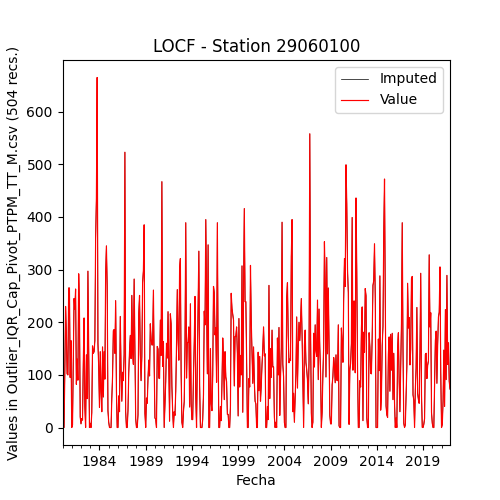 LOCF - Station 29060100
Imputed
Value
Values in Outlier_IQR_Cap_Pivot_PTPM_TT_M.csv (504 recs.)
600
500
400
300
200
100
0
1984 1989 1994 1999 2004 2009 2014 2019
Fecha